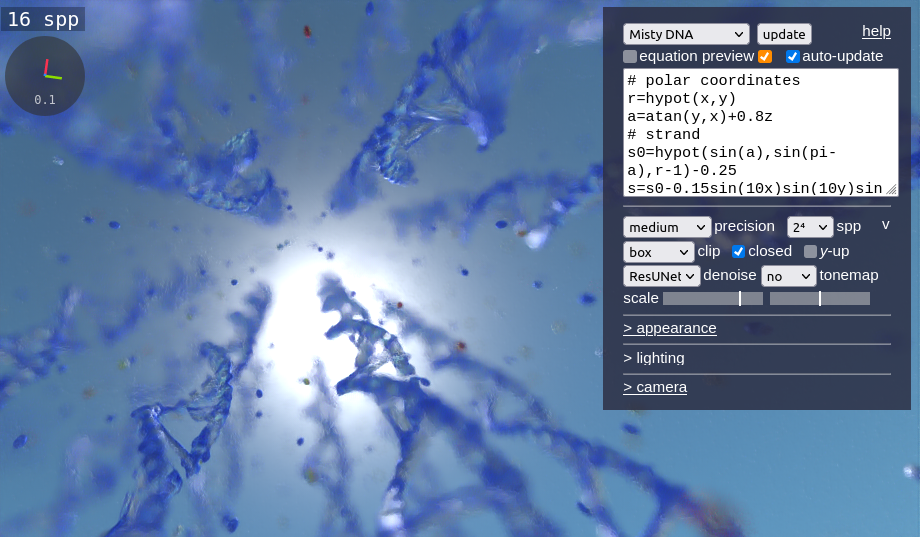 16 spp
0.1
Misty DNA
update
help
equation preview
auto-update
# polar coordinates
r=hypot(x,y)
a=atan(y,x)+0.8z
# strand
s0=hypot(sin(a),sin(pi-
a),r-1)-0.25
s=s0-0.15sin(10x)sin(10y)sin
medium precision 2⁴ spp v
box clip closed y-up
ResUNet denoise no tonemap
scale
> appearance
> lighting
> camera